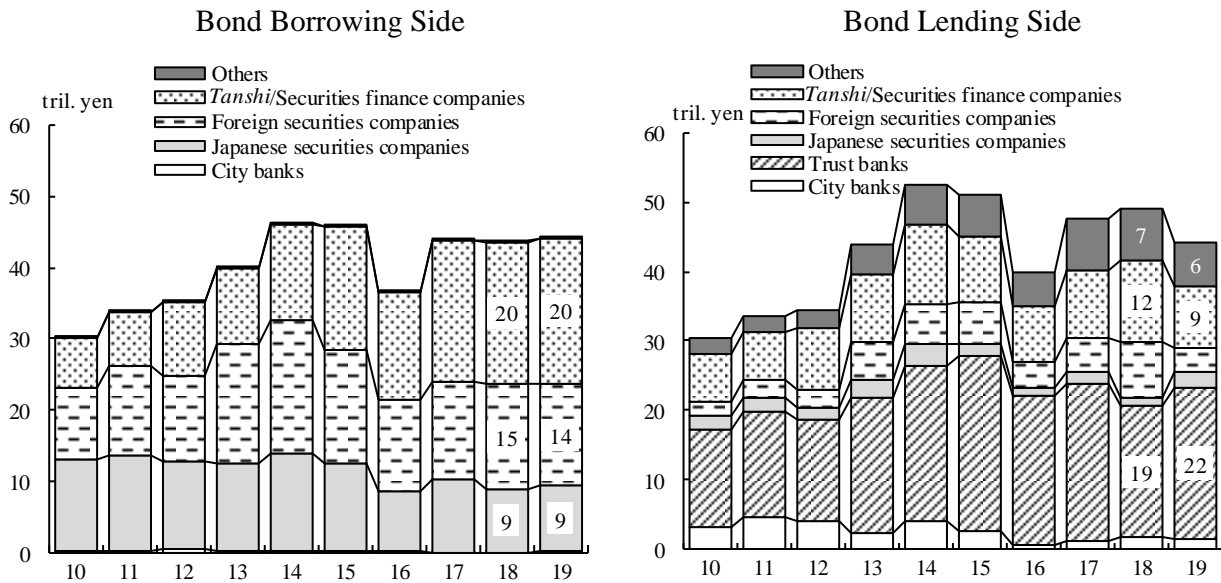 Bond Borrowing Side
Others
Tanshi/Securities finance companies
Foreign securities companies
Japanese securities companies
City banks
tril. yen
60
50
40
30
20
10
0
20
20
15
14
9
9
10 11 12 13 14 15 16 17 18 19
Bond Lending Side
Others
Tanshi/Securities finance companies
Foreign securities companies
Japanese securities companies
Trust banks
City banks
tril. yen
60
50
40
30
20
10
0
7
6
12
9
19
22
10 11 12 13 14 15 16 17 18 19